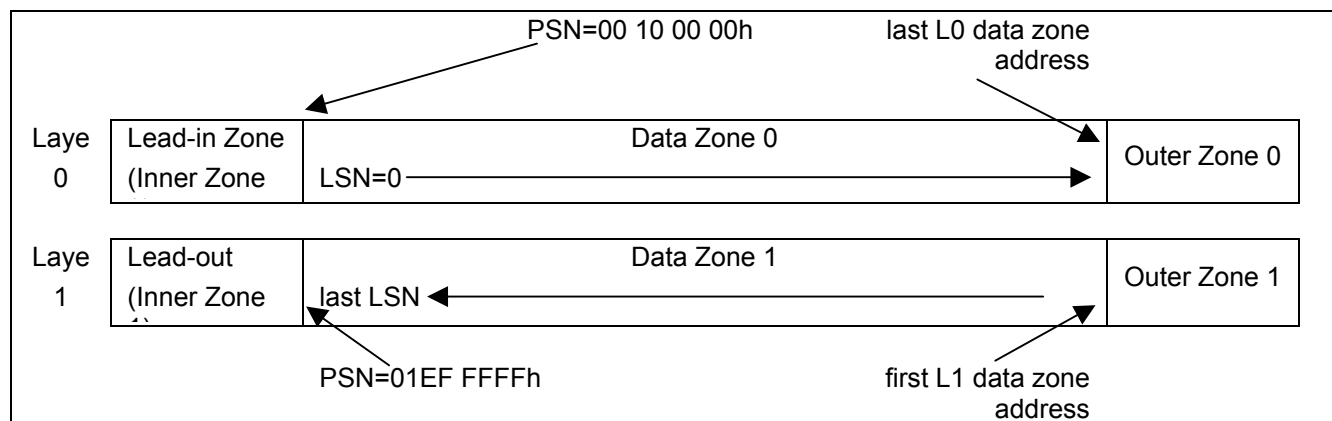 PSN=00 10 00 00h
last L0 data zone
address
Laye
0
Lead-in Zone
(Inner Zone
Data Zone 0
LSN=0
Outer Zone 0
Laye
1
Lead-out
(Inner Zone
Data Zone 1
last LSN
Outer Zone 1
PSN=01EF FFFFh
first L1 data zone
address